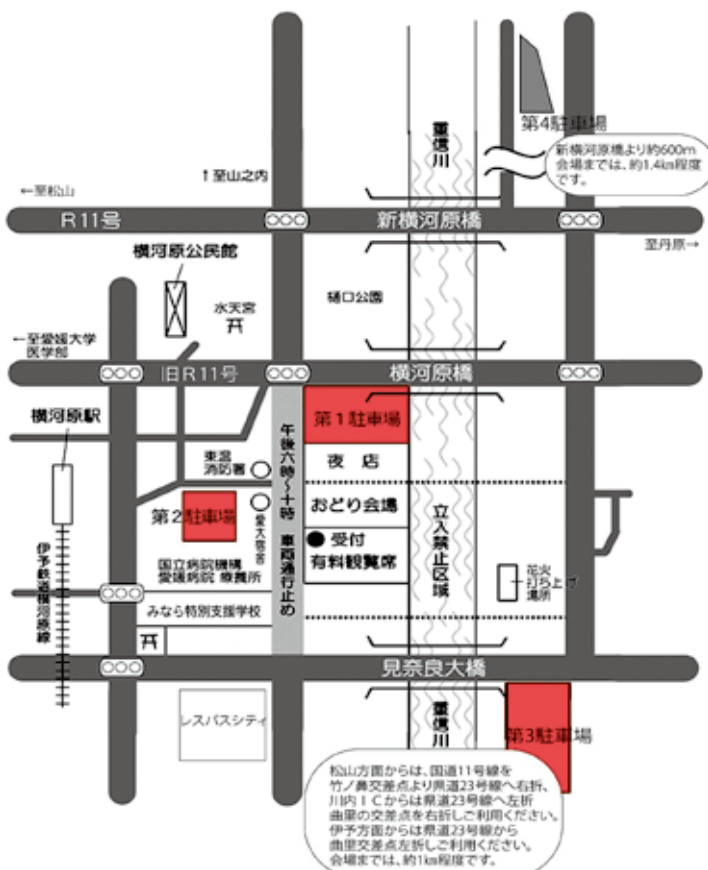 第4駐車場
新横河原橋より約600m
会場までは、約1.4km程度
です。
重信川
↑至山之内
←至松山
R11号
新横河原橋
至丹原→
横河原公民館
水天宮
樋口公園
←至愛媛大学
医学部
旧R11号
横河原橋
横河原駅
第1駐車場
東温
消防署
夜店
午後六時〜十時 車両通行止め
おどり会場
第2駐車場
愛大宿舎
● 受付
有料観覧席
立入禁止区域
花火
打ち上げ
場所
国立病院機構
愛媛病院 療養所
伊予鉄道横河原線
みなら特別支援学校
見奈良大橋
レスパスシティ
重信川
第3駐車場
松山方面からは、国道11号線を
竹ノ鼻交差点より県道23号線へ右折、
川内ICからは県道23号線へ左折
曲里の交差点を右折しご利用ください。
伊予方面からは県道23号線から
曲里交差点左折しご利用ください。
会場までは、約1km程度です。